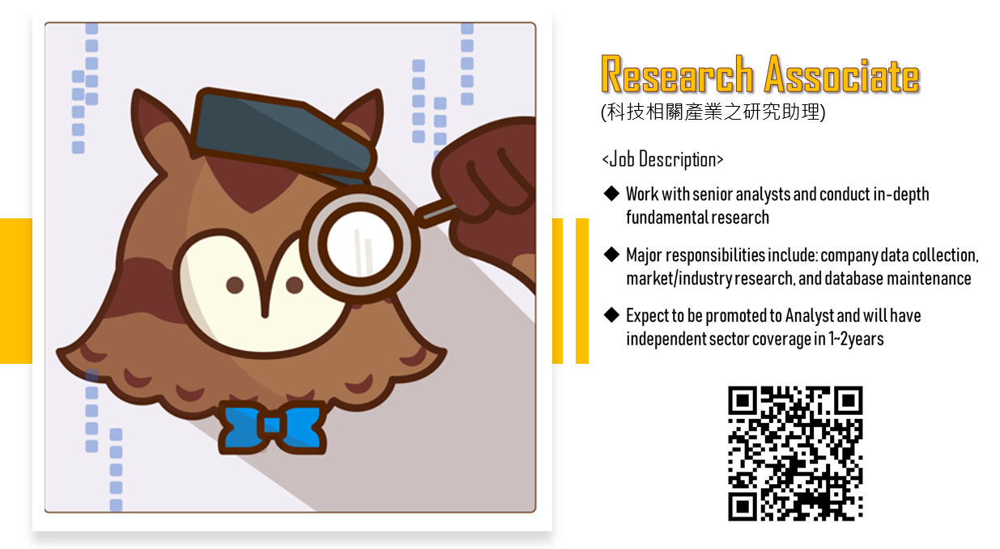 Research Associate
(科技相關產業之研究助理)
<Job Description>
◆ Work with senior analysts and conduct in-depth
fundamental research
◆ Major responsibilities include: company data collection,
market/industry research, and database maintenance
◆ Expect to be promoted to Analyst and will have
independent sector coverage in 1~2years